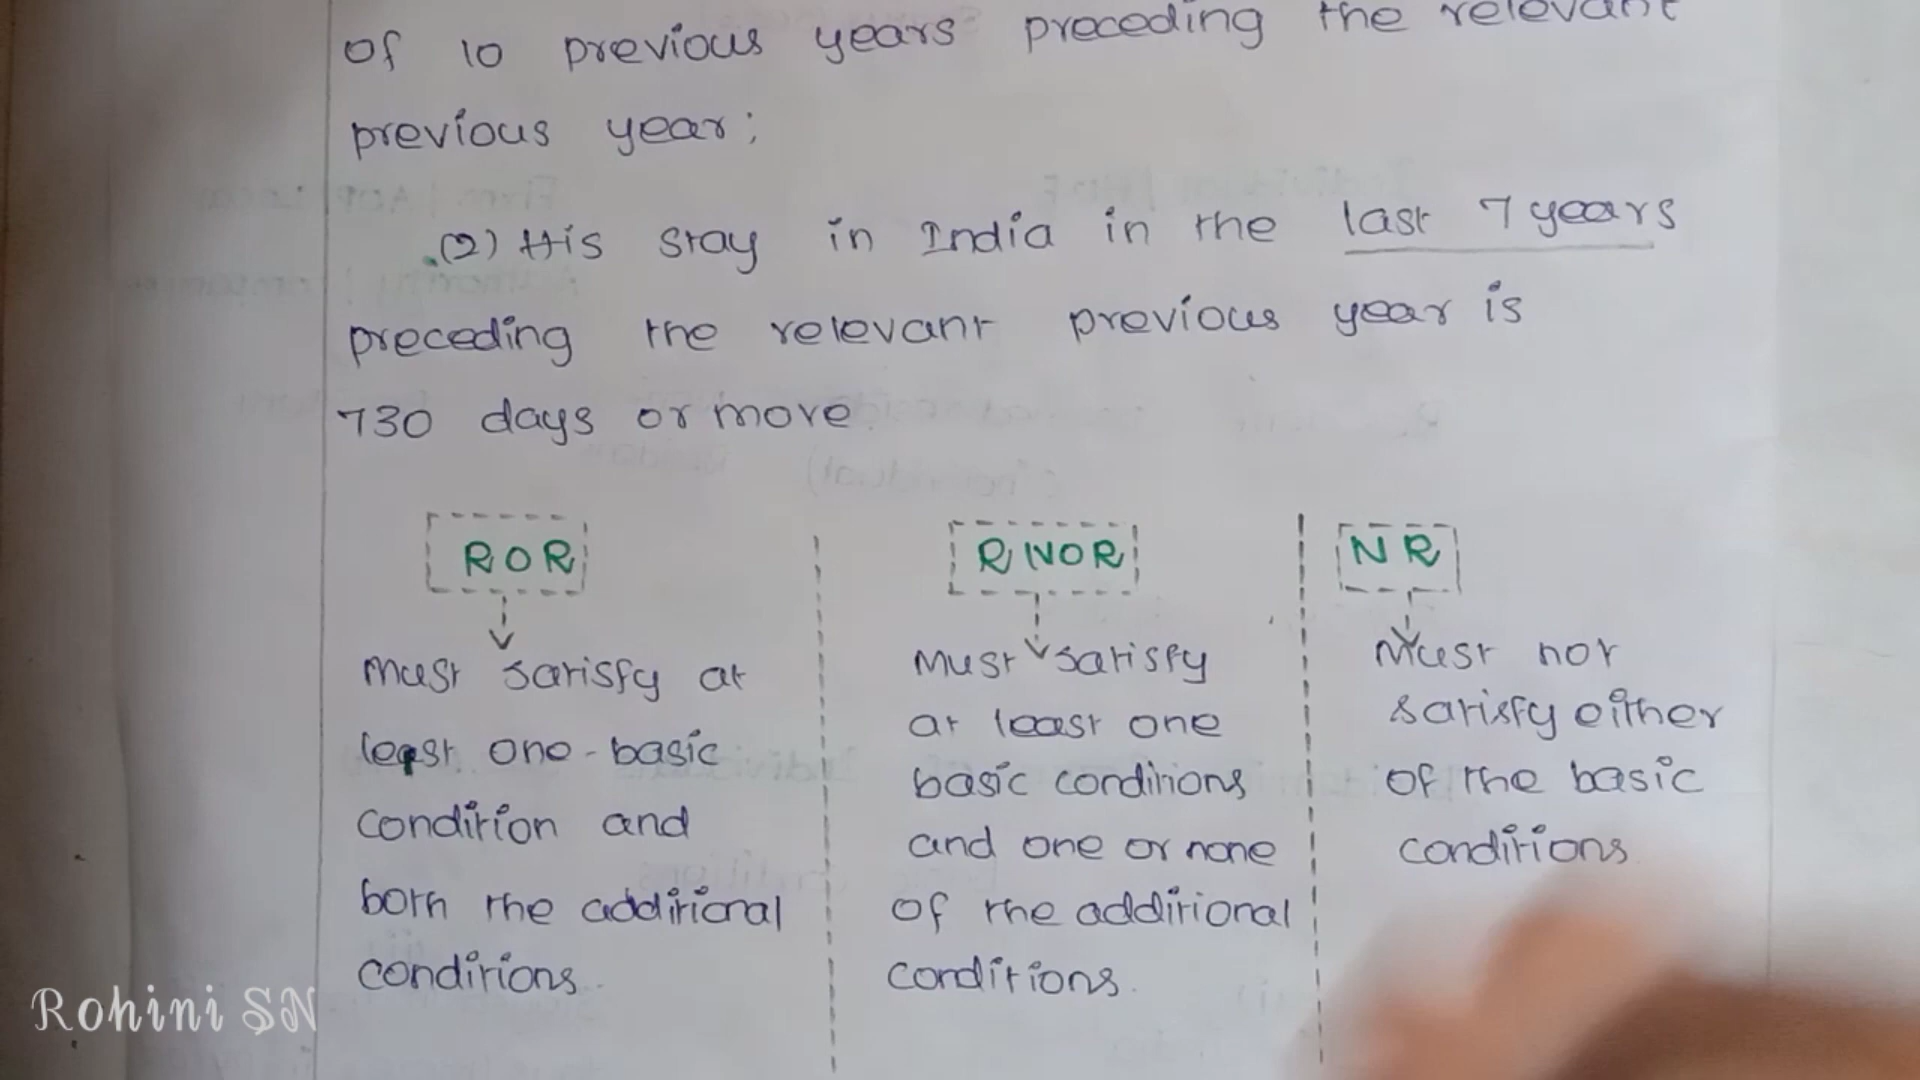 of 10 previous years preceding the relevant
previous year;
(2) His stay in India in the last 7 years
preceding the relevant previous year is
730 days or more
ROR
Must satisfy at
least one-basic
condition and
both the additional
conditions.
RNOR
Must satisfy
at least one
basic conditions
and one or none
of the additional
conditions.
NR
Must not
satisfy either
of the basic
conditions
Rohini SN